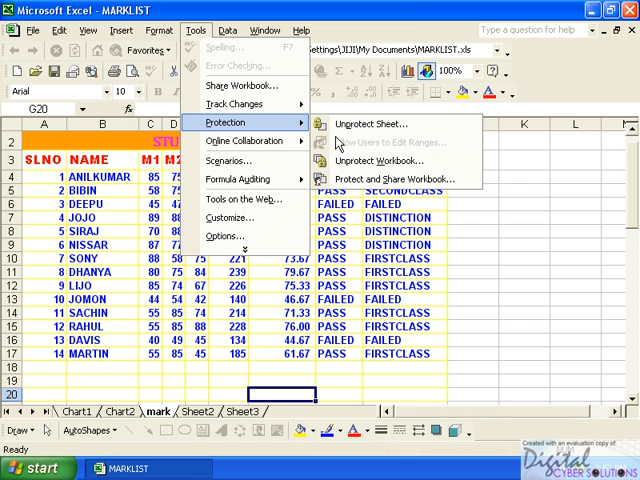 Microsoft Excel - MARKLIST
File Edit View Insert Format Tools Data Window Help Type a question for help
Favorites Settings\JIJI\My Documents\MARKLIST.xls
100%
Arial 10
G20
Spelling... F7
Error Checking...
Share Workbook...
Track Changes
Protection
Online Collaboration
Scenarios...
Formula Auditing
Tools on the Web...
Customize...
Options...
Unprotect Sheet...
Users to Edit Ranges...
Unprotect Workbook...
Protect and Share Workbook...
A B C D K L M
2 STU
3 SLNO NAME M1 M2
4 1 ANILKUMAR 85
5 2 BIBIN 58 PASS SECONDCLASS
6 3 DEEPU 45 FAILED FAILED
7 4 JOJO 89 PASS DISTINCTION
8 5 SIRAJ 70 PASS DISTINCTION
9 6 NISSAR 87 PASS DISTINCTION
10 7 SONY 88 58 75 221 73.67 PASS FIRSTCLASS
11 8 DHANYA 80 75 84 239 79.67 PASS FIRSTCLASS
12 9 LIJO 85 74 67 226 75.33 PASS FIRSTCLASS
13 10 JOMON 44 54 42 140 46.67 FAILED FAILED
14 11 SACHIN 55 85 74 214 71.33 PASS FIRSTCLASS
15 12 RAHUL 55 85 88 228 76.00 PASS FIRSTCLASS
16 13 DAVIS 40 49 45 134 44.67 FAILED FAILED
17 14 MARTIN 55 85 45 185 61.67 PASS FIRSTCLASS
18
19
20
Chart1 Chart2 mark Sheet2 Sheet3
Draw AutoShapes
Ready NUM
Created with an evaluation copy of
Digital
CYBER SOLUTIONS
start MARKLIST